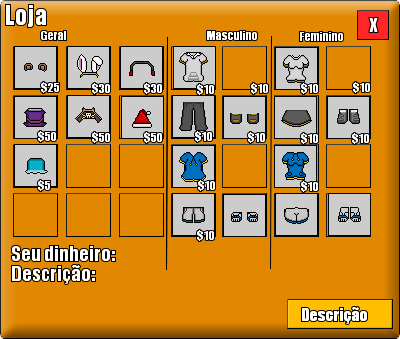 Loja
X
Geral Masculino Feminino
$25 $30 $30 $10 $10 $10 $10
$50 $50 $50 $10 $10 $10 $10
$5 $10 $10
$10
Seu dinheiro:
Descrição:
Descrição